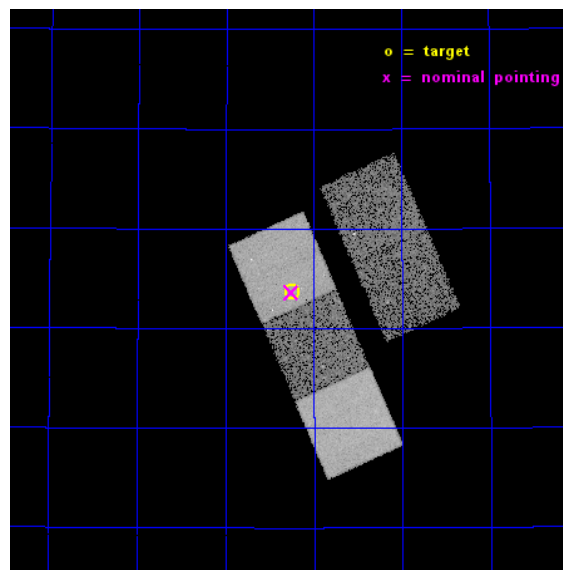 o = target
x = nominal pointing